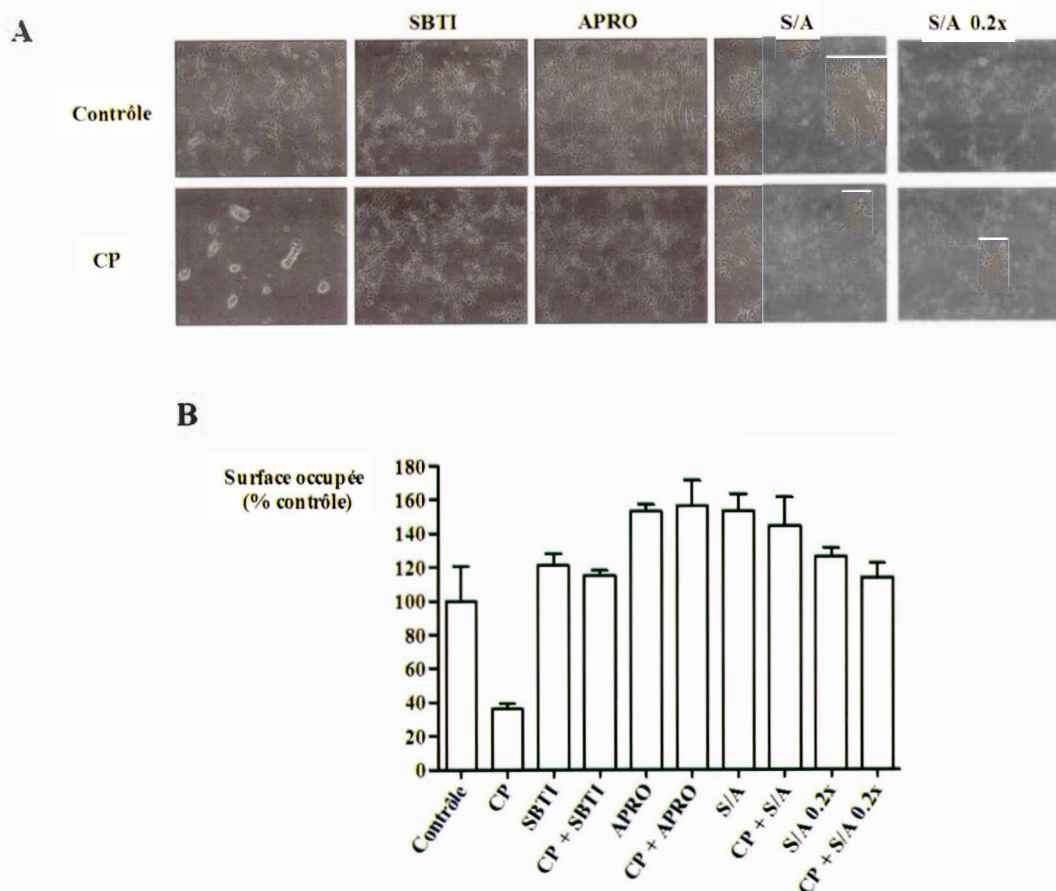 A
SBTI APRO S/A S/A 0.2x
Contrôle
CP
B
Surface occupée
(% contrôle)
180
160
140
120
100
80
60
40
20
0
Contrôle
CP
SBTI
CP + SBTI
APRO
CP + APRO
S/A
CP + S/A
S/A 0.2x
CP + S/A 0.2x